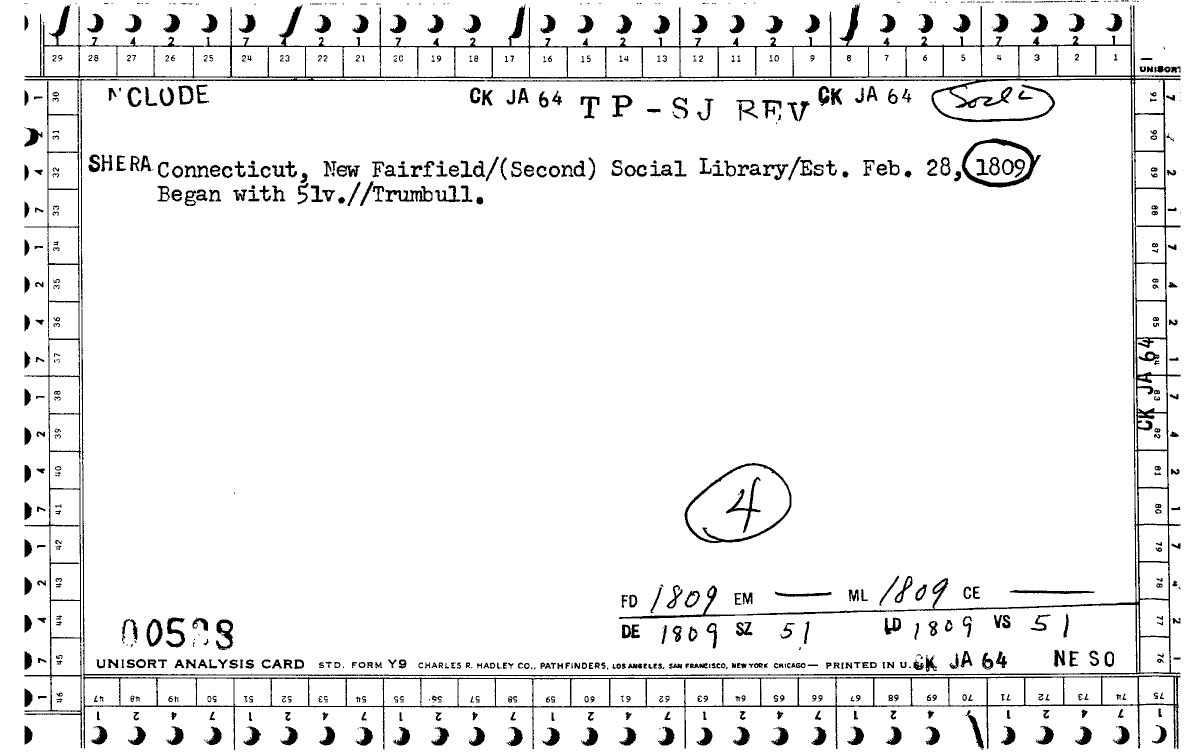 7 4 2 1 7 4 2 1 7 4 2 1 7 4 2 1 7 4 2 1 7 4 2 1 7 4 2 1
29 28 27 26 25 24 23 22 21 20 19 18 17 16 15 14 13 12 11 10 9 8 7 6 5 4 3 2 1
UNISORT
CLODE CK JA 64 TP-SJ REV CK JA 64
SHERA Connecticut, New Fairfield/(Second) Social Library/Est. Feb. 28, 1809/
Began with 51v.//Trumbull.
30 31 32 33 34 35 36 37 38 39 40 41 42 43 44 45 46
91 90 89 88 87 86 85 84 83 82 81 80 79 78 77 76
CK JA 64
4
FD 1809 EM — ML 1809 CE —
DE 1809 SZ 51 LD 1809 VS 51
UNISORT ANALYSIS CARD STD. FORM Y9 CHARLES R. HADLEY CO., PATHFINDERS, LOS ANGELES, SAN FRANCISCO, NEW YORK CHICAGO — PRINTED IN U. CK JA 64 NE SO
47 48 49 50 51 52 53 54 55 56 57 58 59 60 61 62 63 64 65 66 67 68 69 70 71 72 73 74 75
1 2 4 7 1 2 4 7 1 2 4 7 1 2 4 7 1 2 4 7 1 2 4 7 1 2 4 7 1